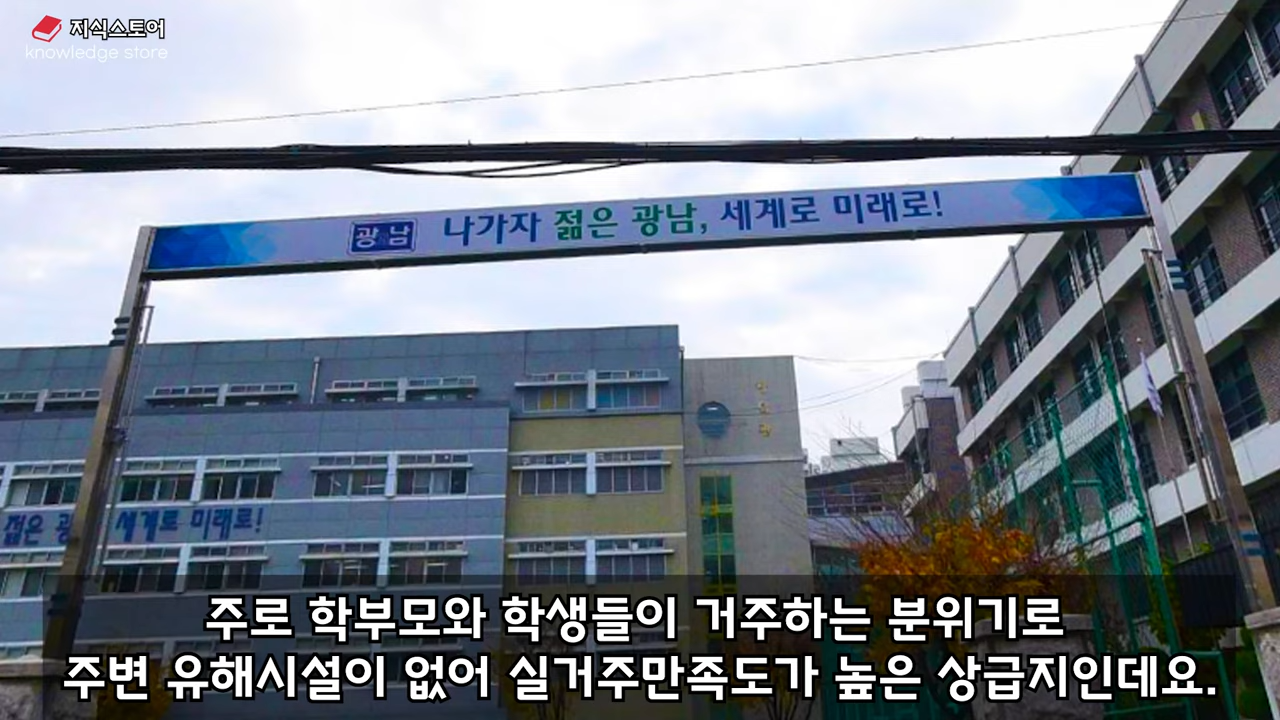 지식스토어
knowledge store
광남 나가자 젊은 광남, 세계로 미래로!
젊은 광 세계로 미래로!
주로 학부모와 학생들이 거주하는 분위기로
주변 유해시설이 없어 실거주만족도가 높은 상급지인데요.